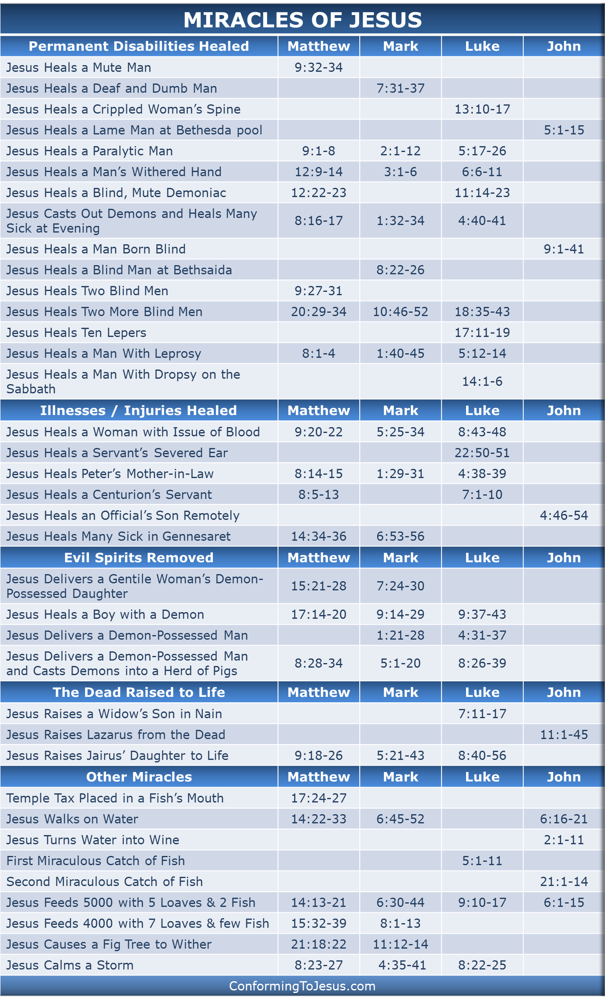 MIRACLES OF JESUS
Permanent Disabilities Healed Matthew Mark Luke John
Jesus Heals a Mute Man 9:32-34
Jesus Heals a Deaf and Dumb Man 7:31-37
Jesus Heals a Crippled Woman’s Spine 13:10-17
Jesus Heals a Lame Man at Bethesda pool 5:1-15
Jesus Heals a Paralytic Man 9:1-8 2:1-12 5:17-26
Jesus Heals a Man’s Withered Hand 12:9-14 3:1-6 6:6-11
Jesus Heals a Blind, Mute Demoniac 12:22-23 11:14-23
Jesus Casts Out Demons and Heals Many
Sick at Evening 8:16-17 1:32-34 4:40-41
Jesus Heals a Man Born Blind 9:1-41
Jesus Heals a Blind Man at Bethsaida 8:22-26
Jesus Heals Two Blind Men 9:27-31
Jesus Heals Two More Blind Men 20:29-34 10:46-52 18:35-43
Jesus Heals Ten Lepers 17:11-19
Jesus Heals a Man With Leprosy 8:1-4 1:40-45 5:12-14
Jesus Heals a Man With Dropsy on the
Sabbath 14:1-6
Illnesses / Injuries Healed Matthew Mark Luke John
Jesus Heals a Woman with Issue of Blood 9:20-22 5:25-34 8:43-48
Jesus Heals a Servant’s Severed Ear 22:50-51
Jesus Heals Peter’s Mother-in-Law 8:14-15 1:29-31 4:38-39
Jesus Heals a Centurion’s Servant 8:5-13 7:1-10
Jesus Heals an Official’s Son Remotely 4:46-54
Jesus Heals Many Sick in Gennesaret 14:34-36 6:53-56
Evil Spirits Removed Matthew Mark Luke John
Jesus Delivers a Gentile Woman’s Demon-
Possessed Daughter 15:21-28 7:24-30
Jesus Heals a Boy with a Demon 17:14-20 9:14-29 9:37-43
Jesus Delivers a Demon-Possessed Man 1:21-28 4:31-37
Jesus Delivers a Demon-Possessed Man
and Casts Demons into a Herd of Pigs 8:28-34 5:1-20 8:26-39
The Dead Raised to Life Matthew Mark Luke John
Jesus Raises a Widow’s Son in Nain 7:11-17
Jesus Raises Lazarus from the Dead 11:1-45
Jesus Raises Jairus’ Daughter to Life 9:18-26 5:21-43 8:40-56
Other Miracles Matthew Mark Luke John
Temple Tax Placed in a Fish’s Mouth 17:24-27
Jesus Walks on Water 14:22-33 6:45-52 6:16-21
Jesus Turns Water into Wine 2:1-11
First Miraculous Catch of Fish 5:1-11
Second Miraculous Catch of Fish 21:1-14
Jesus Feeds 5000 with 5 Loaves & 2 Fish 14:13-21 6:30-44 9:10-17 6:1-15
Jesus Feeds 4000 with 7 Loaves & few Fish 15:32-39 8:1-13
Jesus Causes a Fig Tree to Wither 21:18:22 11:12-14
Jesus Calms a Storm 8:23-27 4:35-41 8:22-25
ConformingToJesus.com